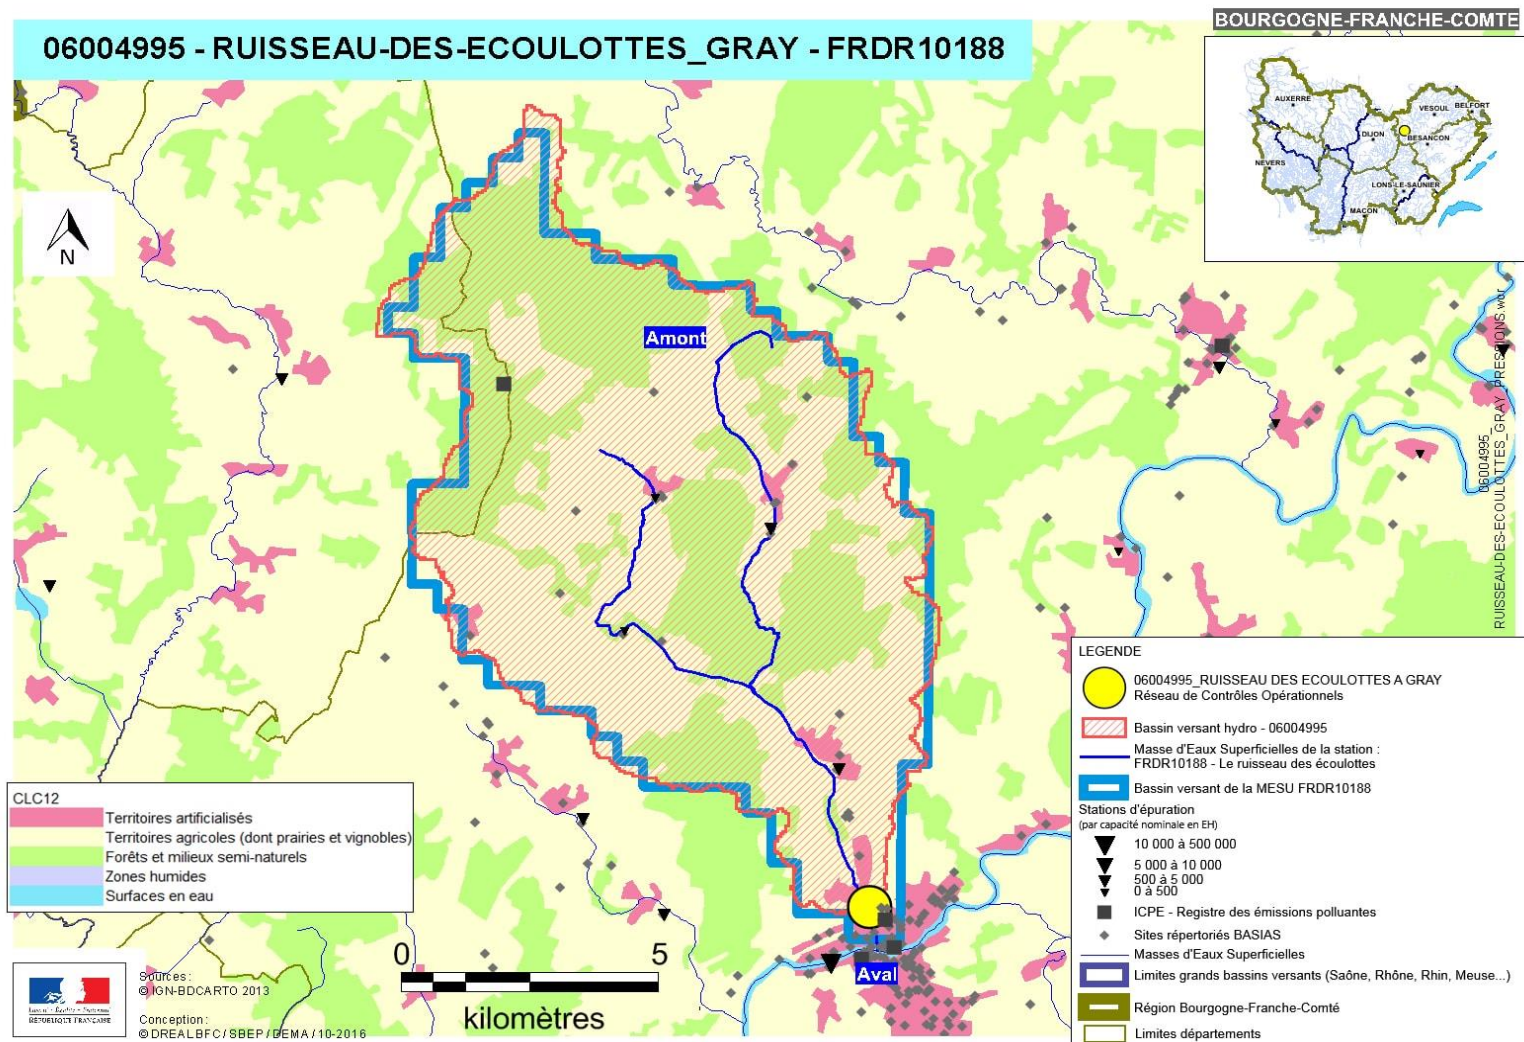 06004995 - RUISSEAU-DES-ECOULOTTES_GRAY - FRDR10188
BOURGOGNE-FRANCHE-COMTE
AUXERRE
VESOUL
BELFORT
DIJON
BESANCON
NEVERS
LONS-LE-SAUNIER
MACON
N
Amont
Aval
06004995_
RUISSEAU-DES-ECOULOTTES_GRAY_PRESSIONS.wor
LEGENDE
06004995_RUISSEAU DES ECOULOTTES A GRAY
Réseau de Contrôles Opérationnels
Bassin versant hydro - 06004995
Masse d'Eaux Superficielles de la station :
FRDR10188 - Le ruisseau des écoulottes
Bassin versant de la MESU FRDR10188
Stations d'épuration
(par capacité nominale en EH)
10 000 à 500 000
5 000 à 10 000
500 à 5 000
0 à 500
ICPE - Registre des émissions polluantes
Sites répertoriés BASIAS
Masses d'Eaux Superficielles
Limites grands bassins versants (Saône, Rhône, Rhin, Meuse...)
Région Bourgogne-Franche-Comté
Limites départements
CLC12
Territoires artificialisés
Territoires agricoles (dont prairies et vignobles)
Forêts et milieux semi-naturels
Zones humides
Surfaces en eau
0 5
kilomètres
Sources :
© IGN-BDCARTO 2013
Conception :
© DREAL BFC / SBEP / DEMA / 10-2016
Liberté • Égalité • Fraternité
RÉPUBLIQUE FRANÇAISE